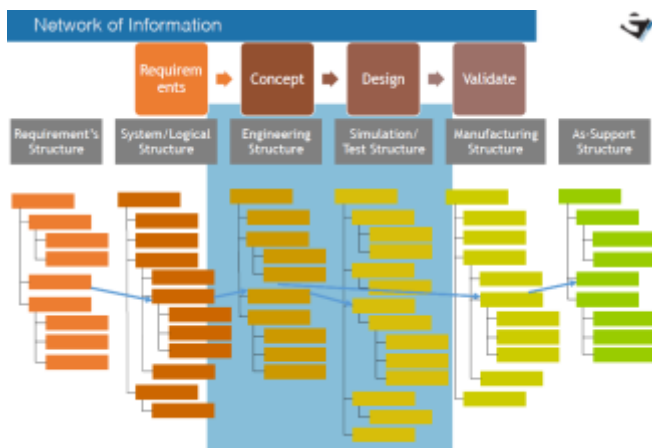 Network of Information
Requirem
ents
Concept
Design
Validate
Requirement's
Structure
System/Logical
Structure
Engineering
Structure
Simulation/
Test Structure
Manufacturing
Structure
As-Support
Structure